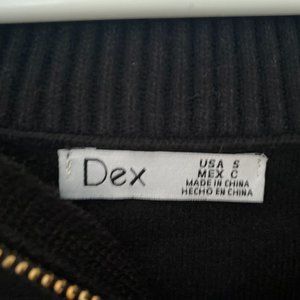 Dex
USA S
MEX C
MADE IN CHINA
HECHO EN CHINA